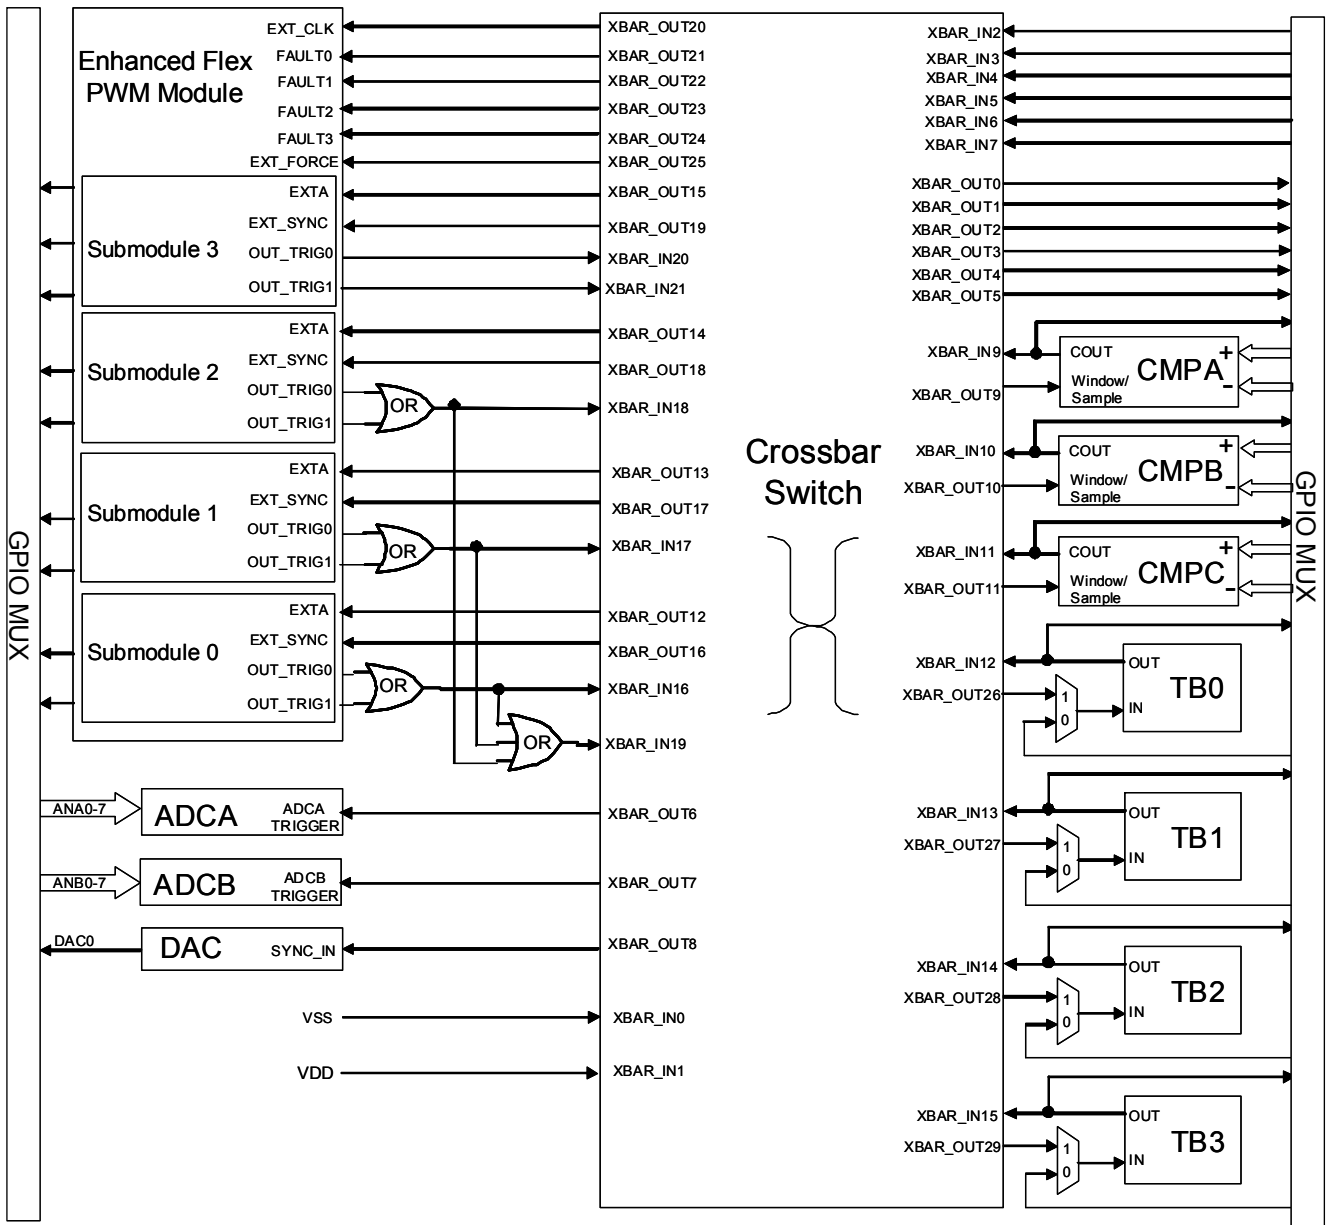 GPIO MUX
Enhanced Flex
PWM Module
EXT_CLK
FAULT0
FAULT1
FAULT2
FAULT3
EXT_FORCE
Submodule 3
EXTA
EXT_SYNC
OUT_TRIG0
OUT_TRIG1
Submodule 2
EXTA
EXT_SYNC
OUT_TRIG0
OUT_TRIG1
OR
Submodule 1
EXTA
EXT_SYNC
OUT_TRIG0
OUT_TRIG1
OR
Submodule 0
EXTA
EXT_SYNC
OUT_TRIG0
OUT_TRIG1
OR
OR
ANA0-7
ADCA
ADCA
TRIGGER
ANB0-7
ADCB
ADCB
TRIGGER
DAC0
DAC
SYNC_IN
VSS
VDD
XBAR_OUT20
XBAR_OUT21
XBAR_OUT22
XBAR_OUT23
XBAR_OUT24
XBAR_OUT25
XBAR_OUT15
XBAR_OUT19
XBAR_IN20
XBAR_IN21
XBAR_OUT14
XBAR_OUT18
XBAR_IN18
XBAR_OUT13
XBAR_OUT17
XBAR_IN17
XBAR_OUT12
XBAR_OUT16
XBAR_IN16
XBAR_IN19
XBAR_OUT6
XBAR_OUT7
XBAR_OUT8
XBAR_IN0
XBAR_IN1
Crossbar
Switch
XBAR_IN2
XBAR_IN3
XBAR_IN4
XBAR_IN5
XBAR_IN6
XBAR_IN7
XBAR_OUT0
XBAR_OUT1
XBAR_OUT2
XBAR_OUT3
XBAR_OUT4
XBAR_OUT5
XBAR_IN9
XBAR_OUT9
XBAR_IN10
XBAR_OUT10
XBAR_IN11
XBAR_OUT11
XBAR_IN12
XBAR_OUT26
XBAR_IN13
XBAR_OUT27
XBAR_IN14
XBAR_OUT28
XBAR_IN15
XBAR_OUT29
COUT
CMPA
+
-
Window/
Sample
COUT
CMPB
+
-
Window/
Sample
COUT
CMPC
+
-
Window/
Sample
OUT
TB0
IN
1
0
OUT
TB1
IN
1
0
OUT
TB2
IN
1
0
OUT
TB3
IN
1
0
GPIO MUX